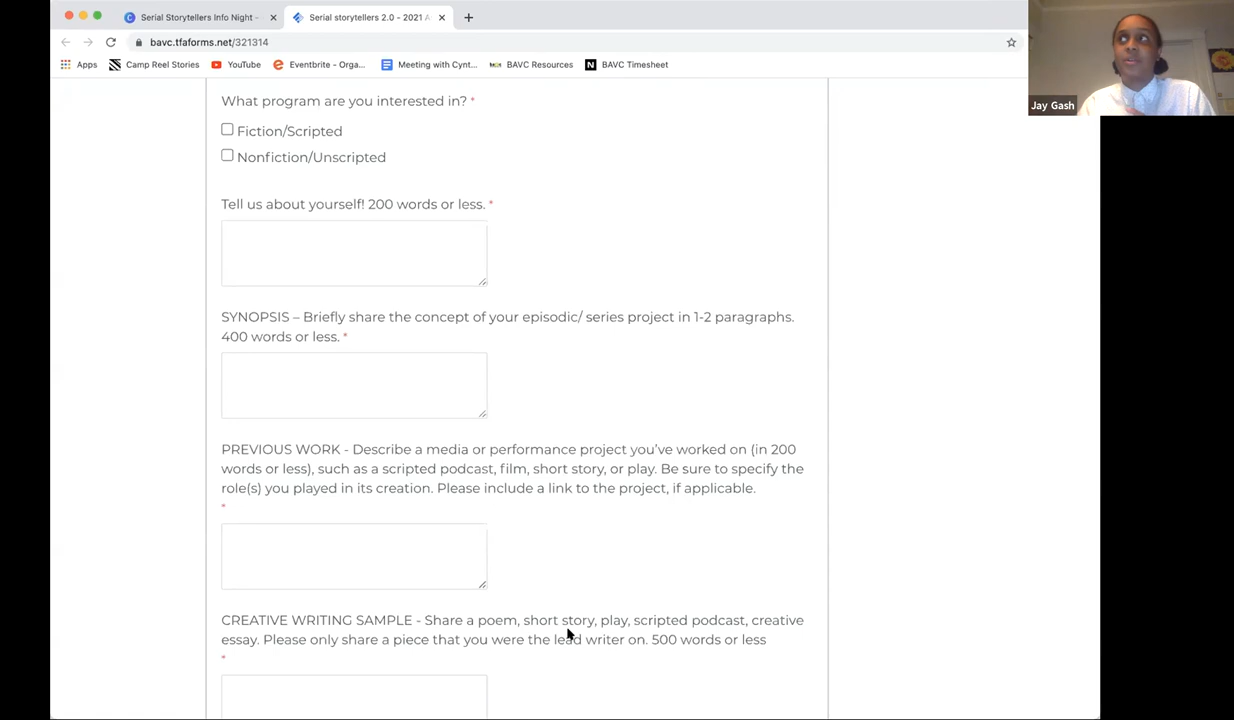 Serial Storytellers Info Night -
Serial storytellers 2.0 - 2021 A
bavc.tfaforms.net/321314
Apps
Camp Reel Stories
YouTube
Eventbrite - Orga...
Meeting with Cynt...
BAVC Resources
BAVC Timesheet
Jay Gash
What program are you interested in? *
Fiction/Scripted
Nonfiction/Unscripted
Tell us about yourself! 200 words or less. *
SYNOPSIS – Briefly share the concept of your episodic/ series project in 1-2 paragraphs.
400 words or less. *
PREVIOUS WORK - Describe a media or performance project you've worked on (in 200
words or less), such as a scripted podcast, film, short story, or play. Be sure to specify the
role(s) you played in its creation. Please include a link to the project, if applicable.
*
CREATIVE WRITING SAMPLE - Share a poem, short story, play, scripted podcast, creative
essay. Please only share a piece that you were the lead writer on. 500 words or less
*